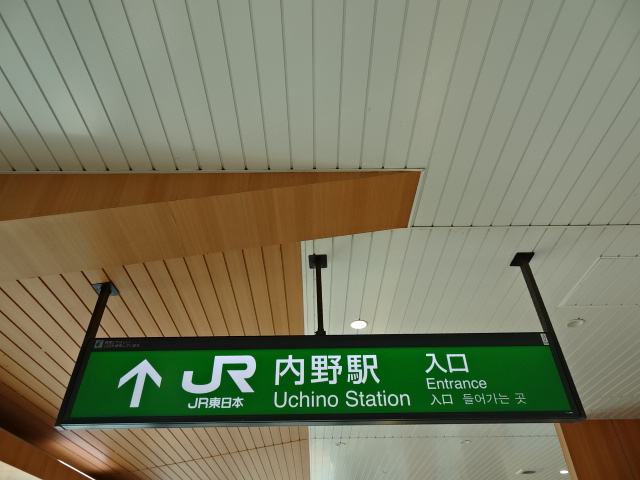 JR
JR東日本
内野駅
Uchino Station
入口
Entrance
入口 들어가는 곳